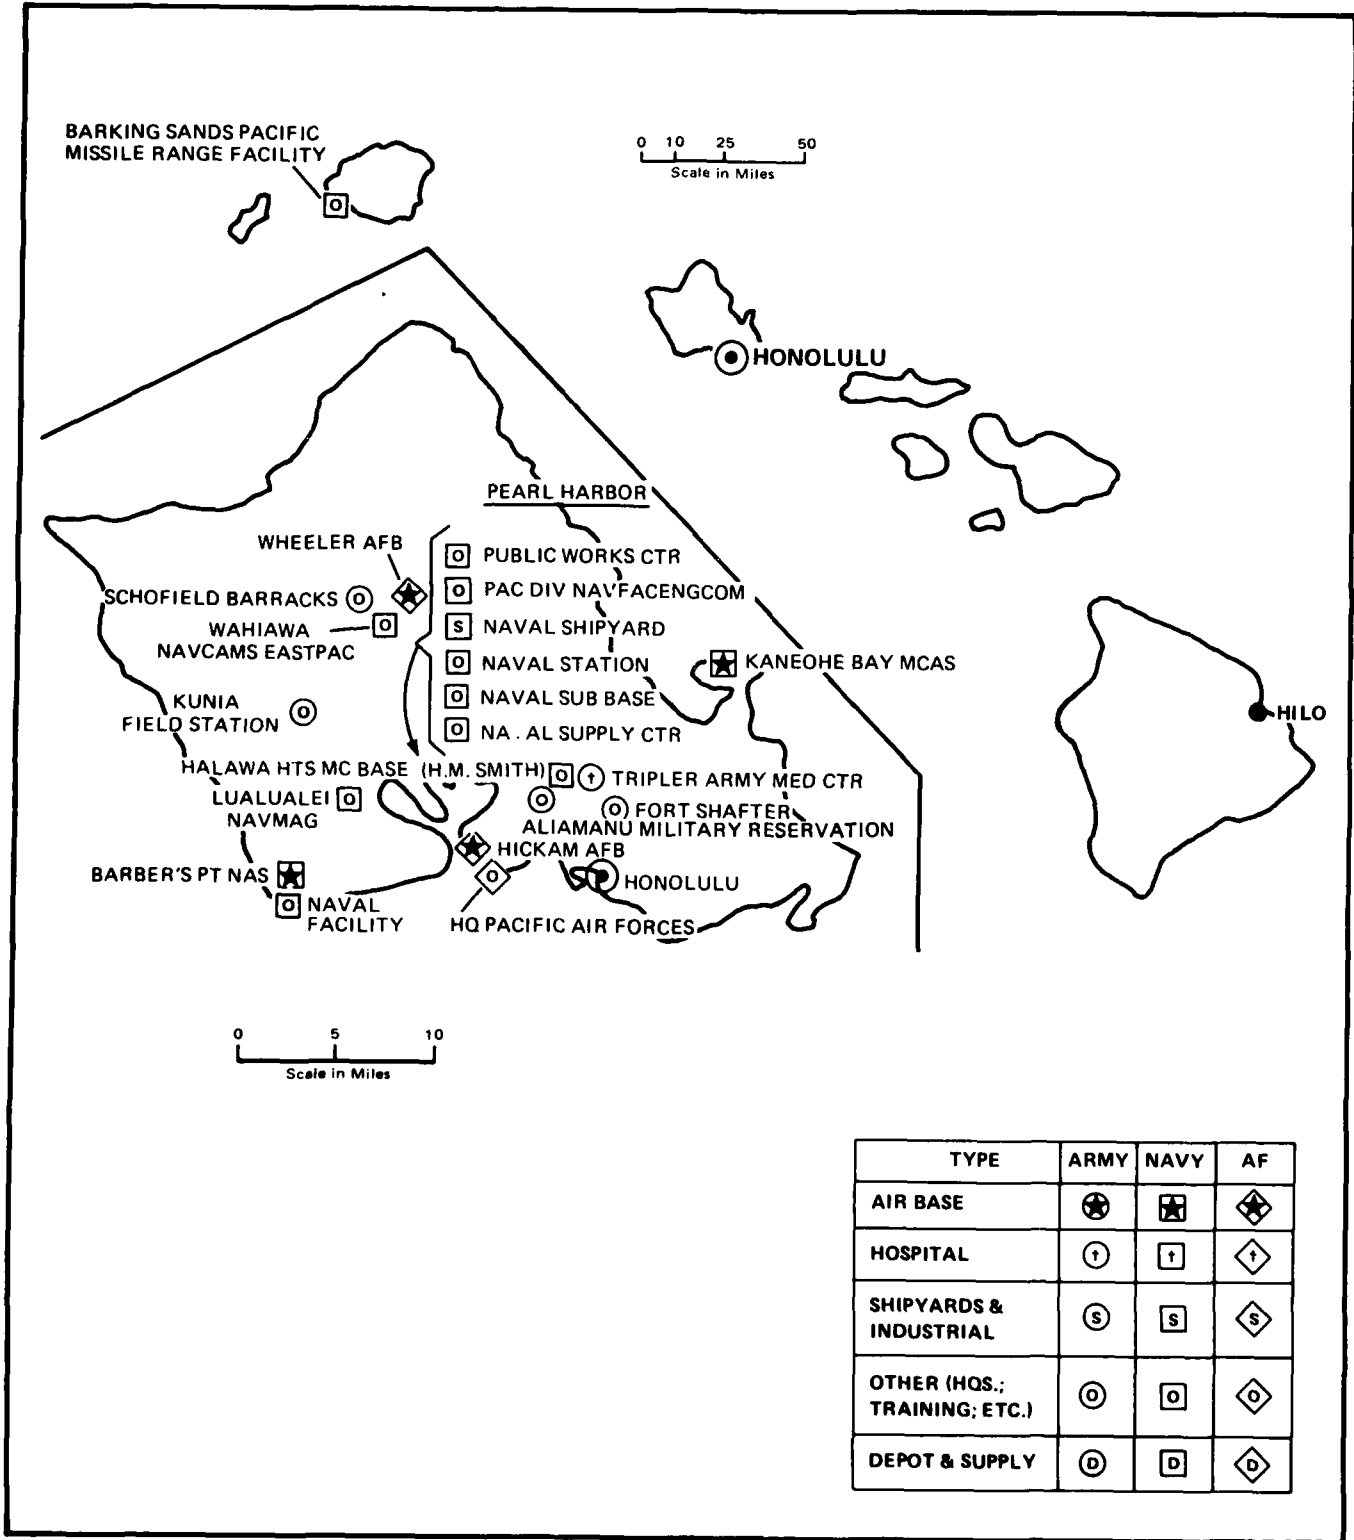 BARKING SANDS PACIFIC
MISSILE RANGE FACILITY
O
0 10 25 50
Scale in Miles
HONOLULU
PEARL HARBOR
WHEELER AFB
O PUBLIC WORKS CTR
O PAC DIV NAVFACENGCOM
SCHOFIELD BARRACKS O
WAHIAWA O
NAVCAMS EASTPAC
S NAVAL SHIPYARD
O NAVAL STATION
KANEOHE BAY MCAS
O NAVAL SUB BASE
KUNIA
FIELD STATION O
O NA . AL SUPPLY CTR
HILO
HALAWA HTS MC BASE (H.M. SMITH) O
† TRIPLER ARMY MED CTR
LUALUALEI O
NAVMAG
O
O FORT SHAFTER
ALIAMANU MILITARY RESERVATION
HICKAM AFB
BARBER'S PT NAS
O
HONOLULU
O NAVAL
FACILITY
HQ PACIFIC AIR FORCES
0 5 10
Scale in Miles
TYPE ARMY NAVY AF
AIR BASE
HOSPITAL † † †
SHIPYARDS &
INDUSTRIAL S S S
OTHER (HQS.;
TRAINING; ETC.) O O O
DEPOT & SUPPLY D D D